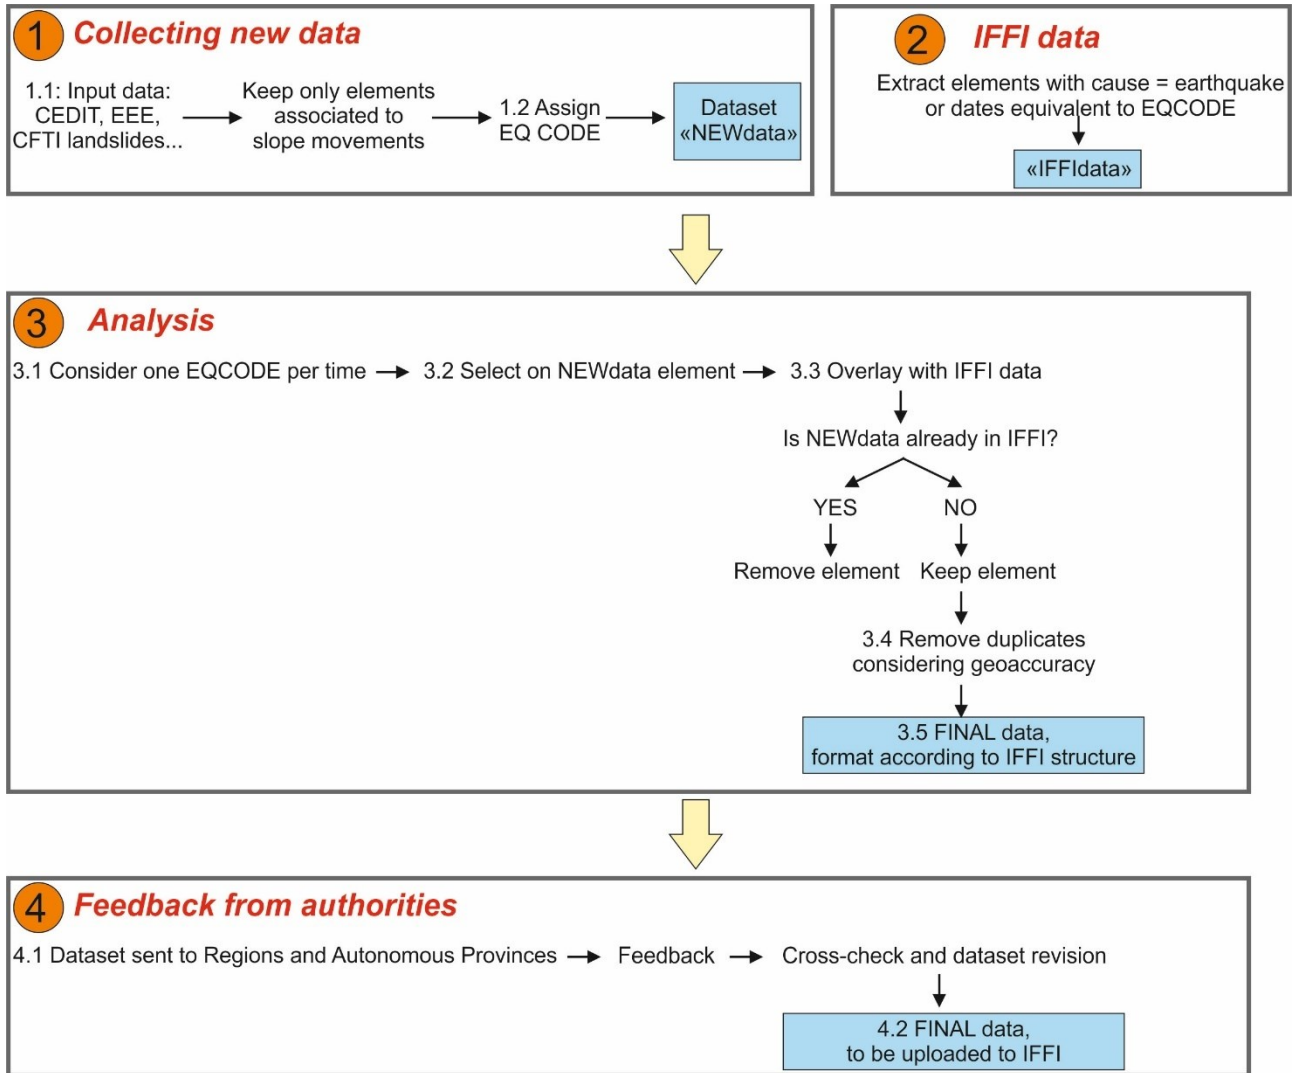 1 Collecting new data
1.1: Input data:
CEDIT, EEE,
CFTI landslides...
Keep only elements
associated to
slope movements
1.2 Assign
EQ CODE
Dataset
«NEWdata»
2 IFFI data
Extract elements with cause = earthquake
or dates equivalent to EQCODE
«IFFIdata»
3 Analysis
3.1 Consider one EQCODE per time
3.2 Select on NEWdata element
3.3 Overlay with IFFI data
Is NEWdata already in IFFI?
YES
NO
Remove element
Keep element
3.4 Remove duplicates
considering geoaccuracy
3.5 FINAL data,
format according to IFFI structure
4 Feedback from authorities
4.1 Dataset sent to Regions and Autonomous Provinces
Feedback
Cross-check and dataset revision
4.2 FINAL data,
to be uploaded to IFFI